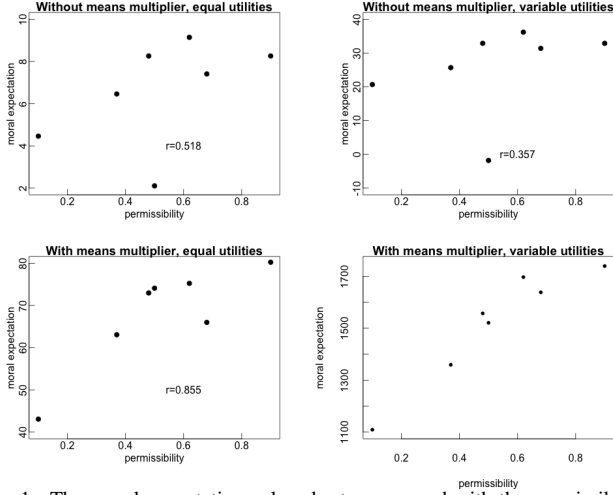 Without means multiplier, equal utilities
10
8
6
4
2
moral expectation
r=0.518
0.2 0.4 0.6 0.8
permissibility
Without means multiplier, variable utilities
40
30
20
10
0
-10
moral expectation
r=0.357
0.2 0.4 0.6 0.8
permissibility
With means multiplier, equal utilities
80
70
60
50
40
moral expectation
r=0.855
0.2 0.4 0.6 0.8
permissibility
With means multiplier, variable utilities
1700
1500
1300
1100
moral expectation
0.2 0.4 0.6 0.8
permissibility